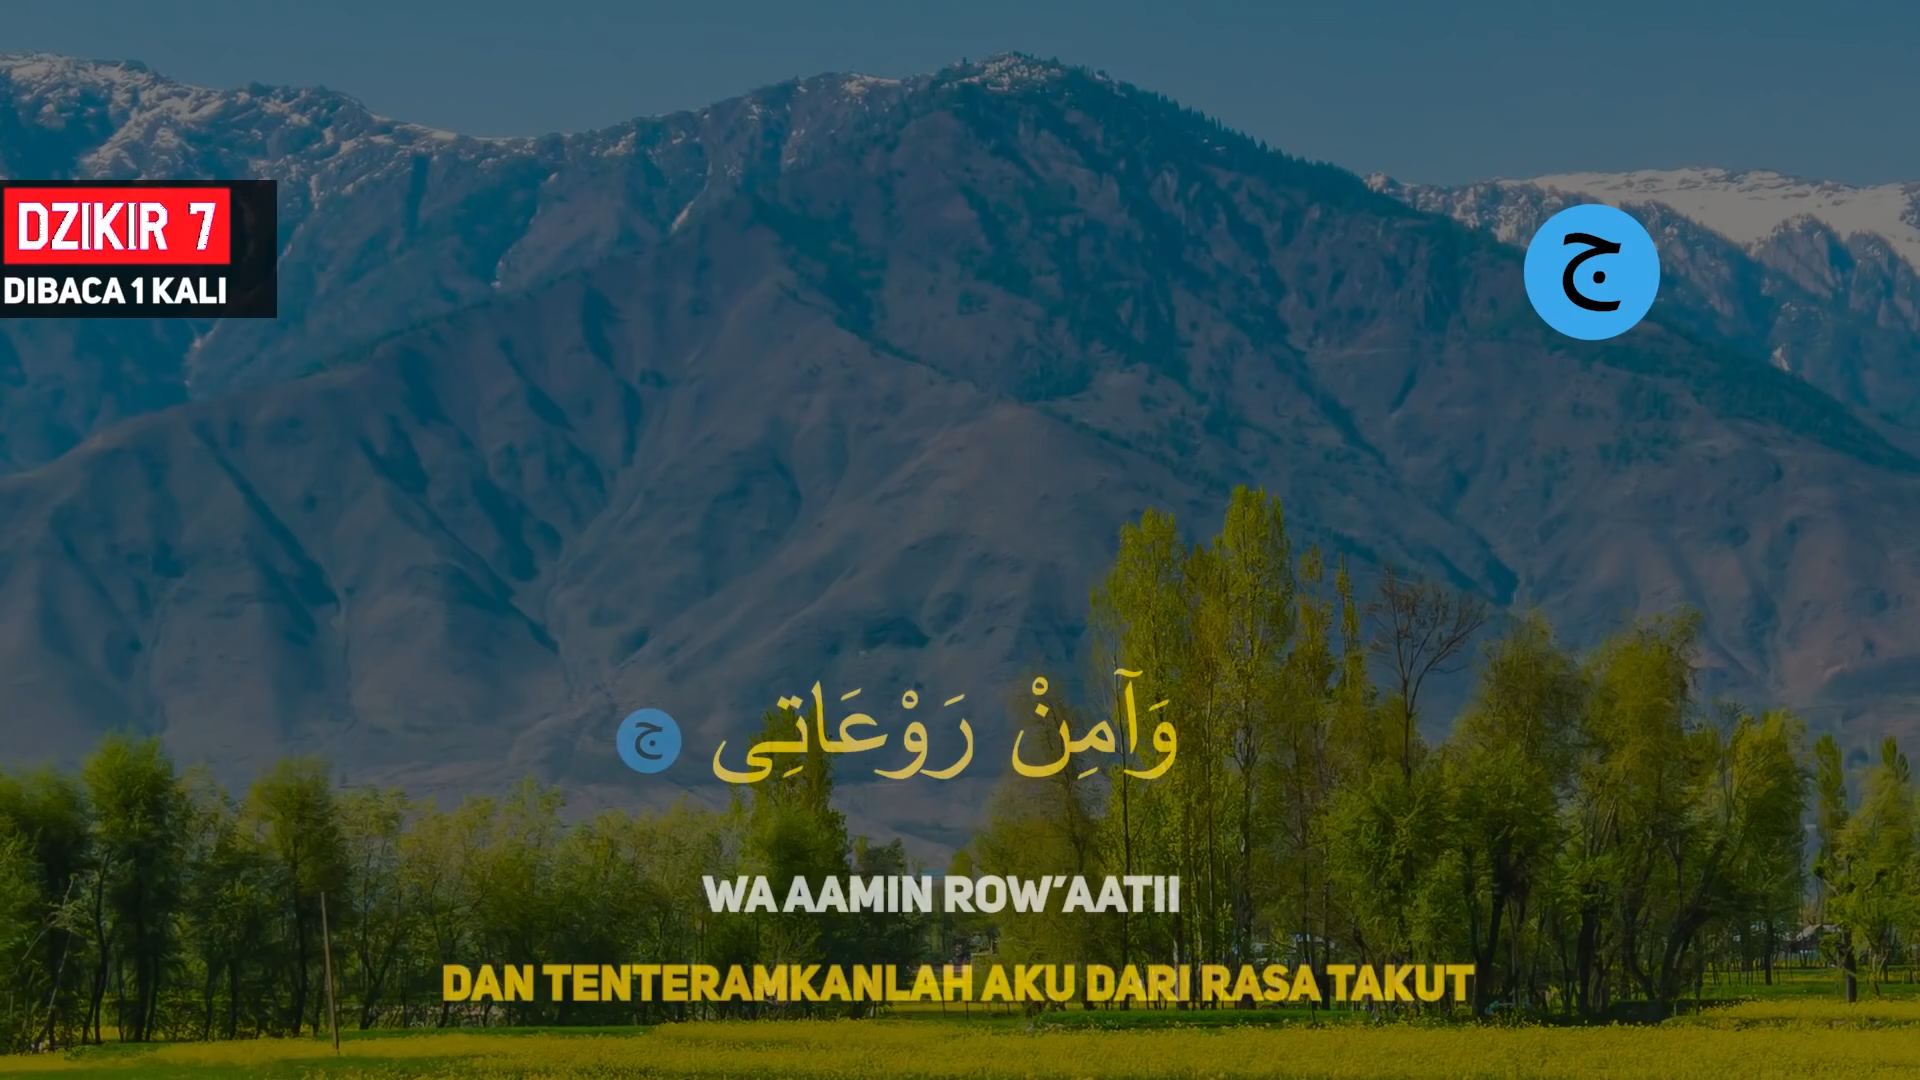 DZIKIR 7
DIBACA 1 KALI
ج
وَآمِنْ رَوْعَاتِى ج
WA AAMIN ROW'AATII
DAN TENTERAMKANLAH AKU DARI RASA TAKUT